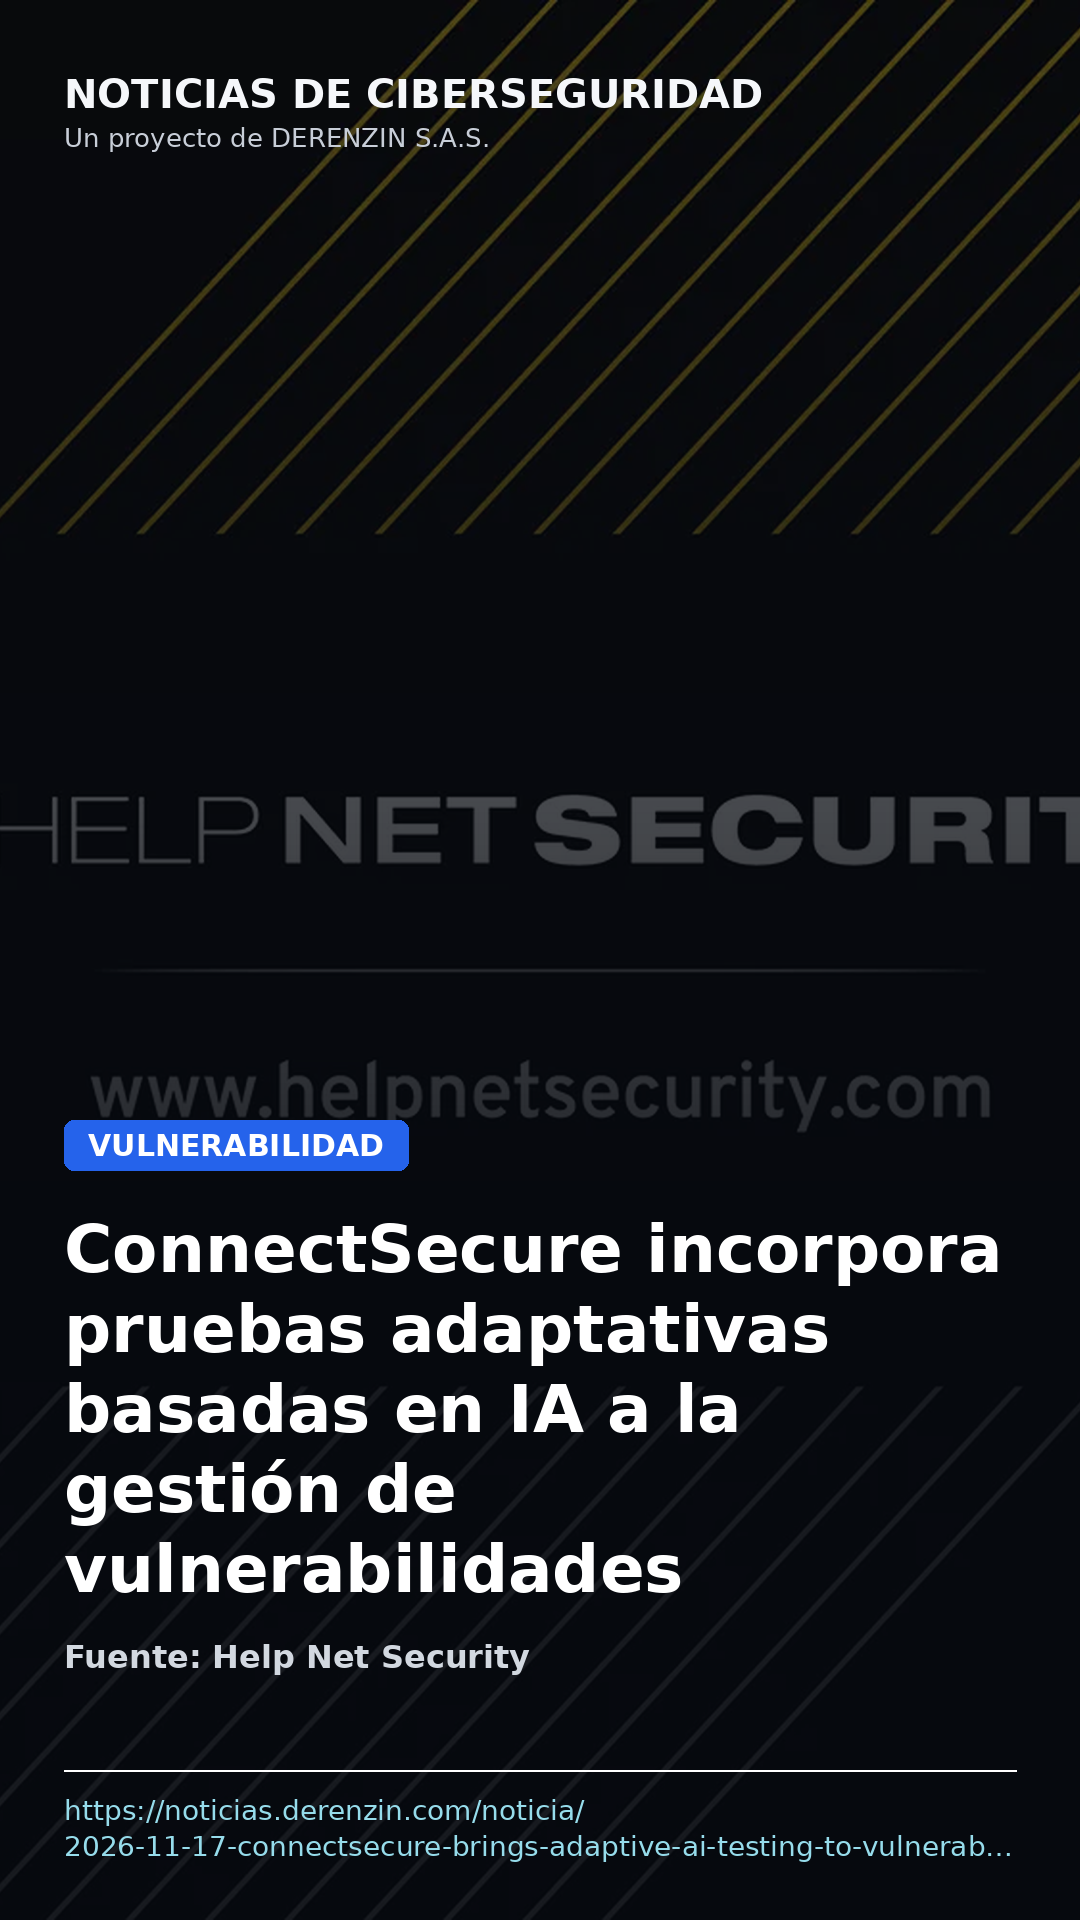 NOTICIAS DE CIBERSEGURIDAD
Un proyecto de DERENZIN S.A.S.
HELP NET SECURIT
www.helpnetsecurity.com
VULNERABILIDAD
ConnectSecure incorpora
pruebas adaptativas
basadas en IA a la
gestión de
vulnerabilidades
Fuente: Help Net Security
https://noticias.derenzin.com/noticia/
2026-11-17-connectsecure-brings-adaptive-ai-testing-to-vulnerab…